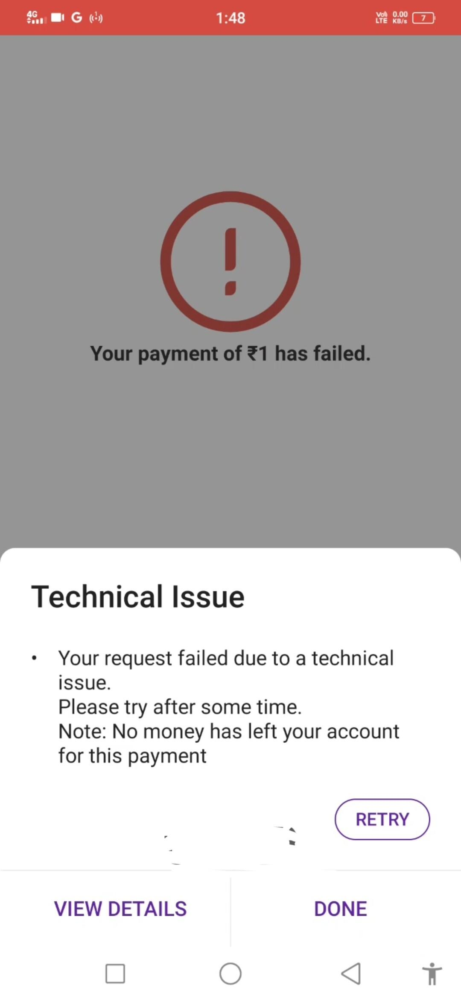 4G
G
1:48
Vo) LTE
0.00 KB/s
7
Your payment of ₹1 has failed.
Technical Issue
• Your request failed due to a technical
issue.
Please try after some time.
Note: No money has left your account
for this payment
RETRY
VIEW DETAILS
DONE